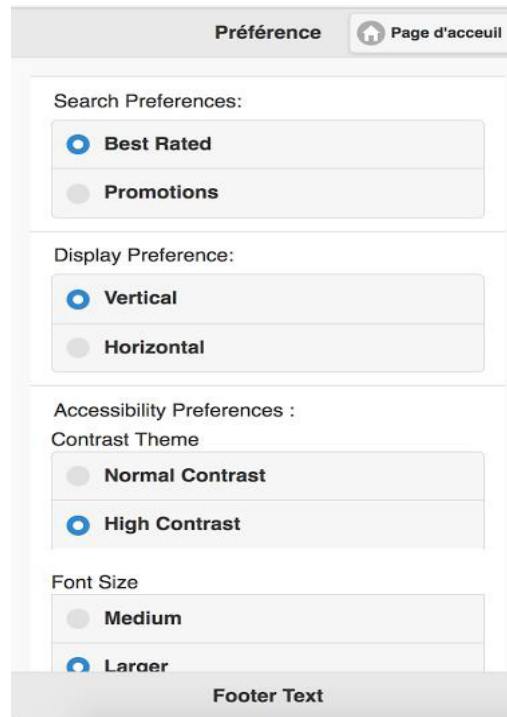 Préférence
Page d'acceuil
Search Preferences:
Best Rated
Promotions
Display Preference:
Vertical
Horizontal
Accessibility Preferences :
Contrast Theme
Normal Contrast
High Contrast
Font Size
Medium
Larger
Footer Text